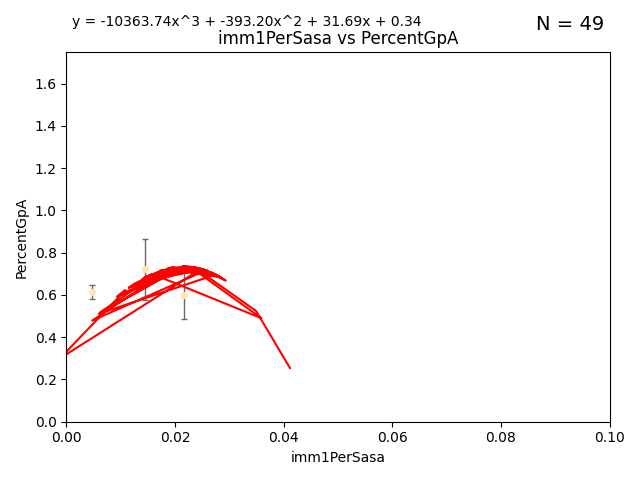 y = -10363.74x^3 + -393.20x^2 + 31.69x + 0.34
N = 49
imm1PerSasa vs PercentGpA
PercentGpA
1.6
1.4
1.2
1.0
0.8
0.6
0.4
0.2
0.0
0.00 0.02 0.04 0.06 0.08 0.10
imm1PerSasa